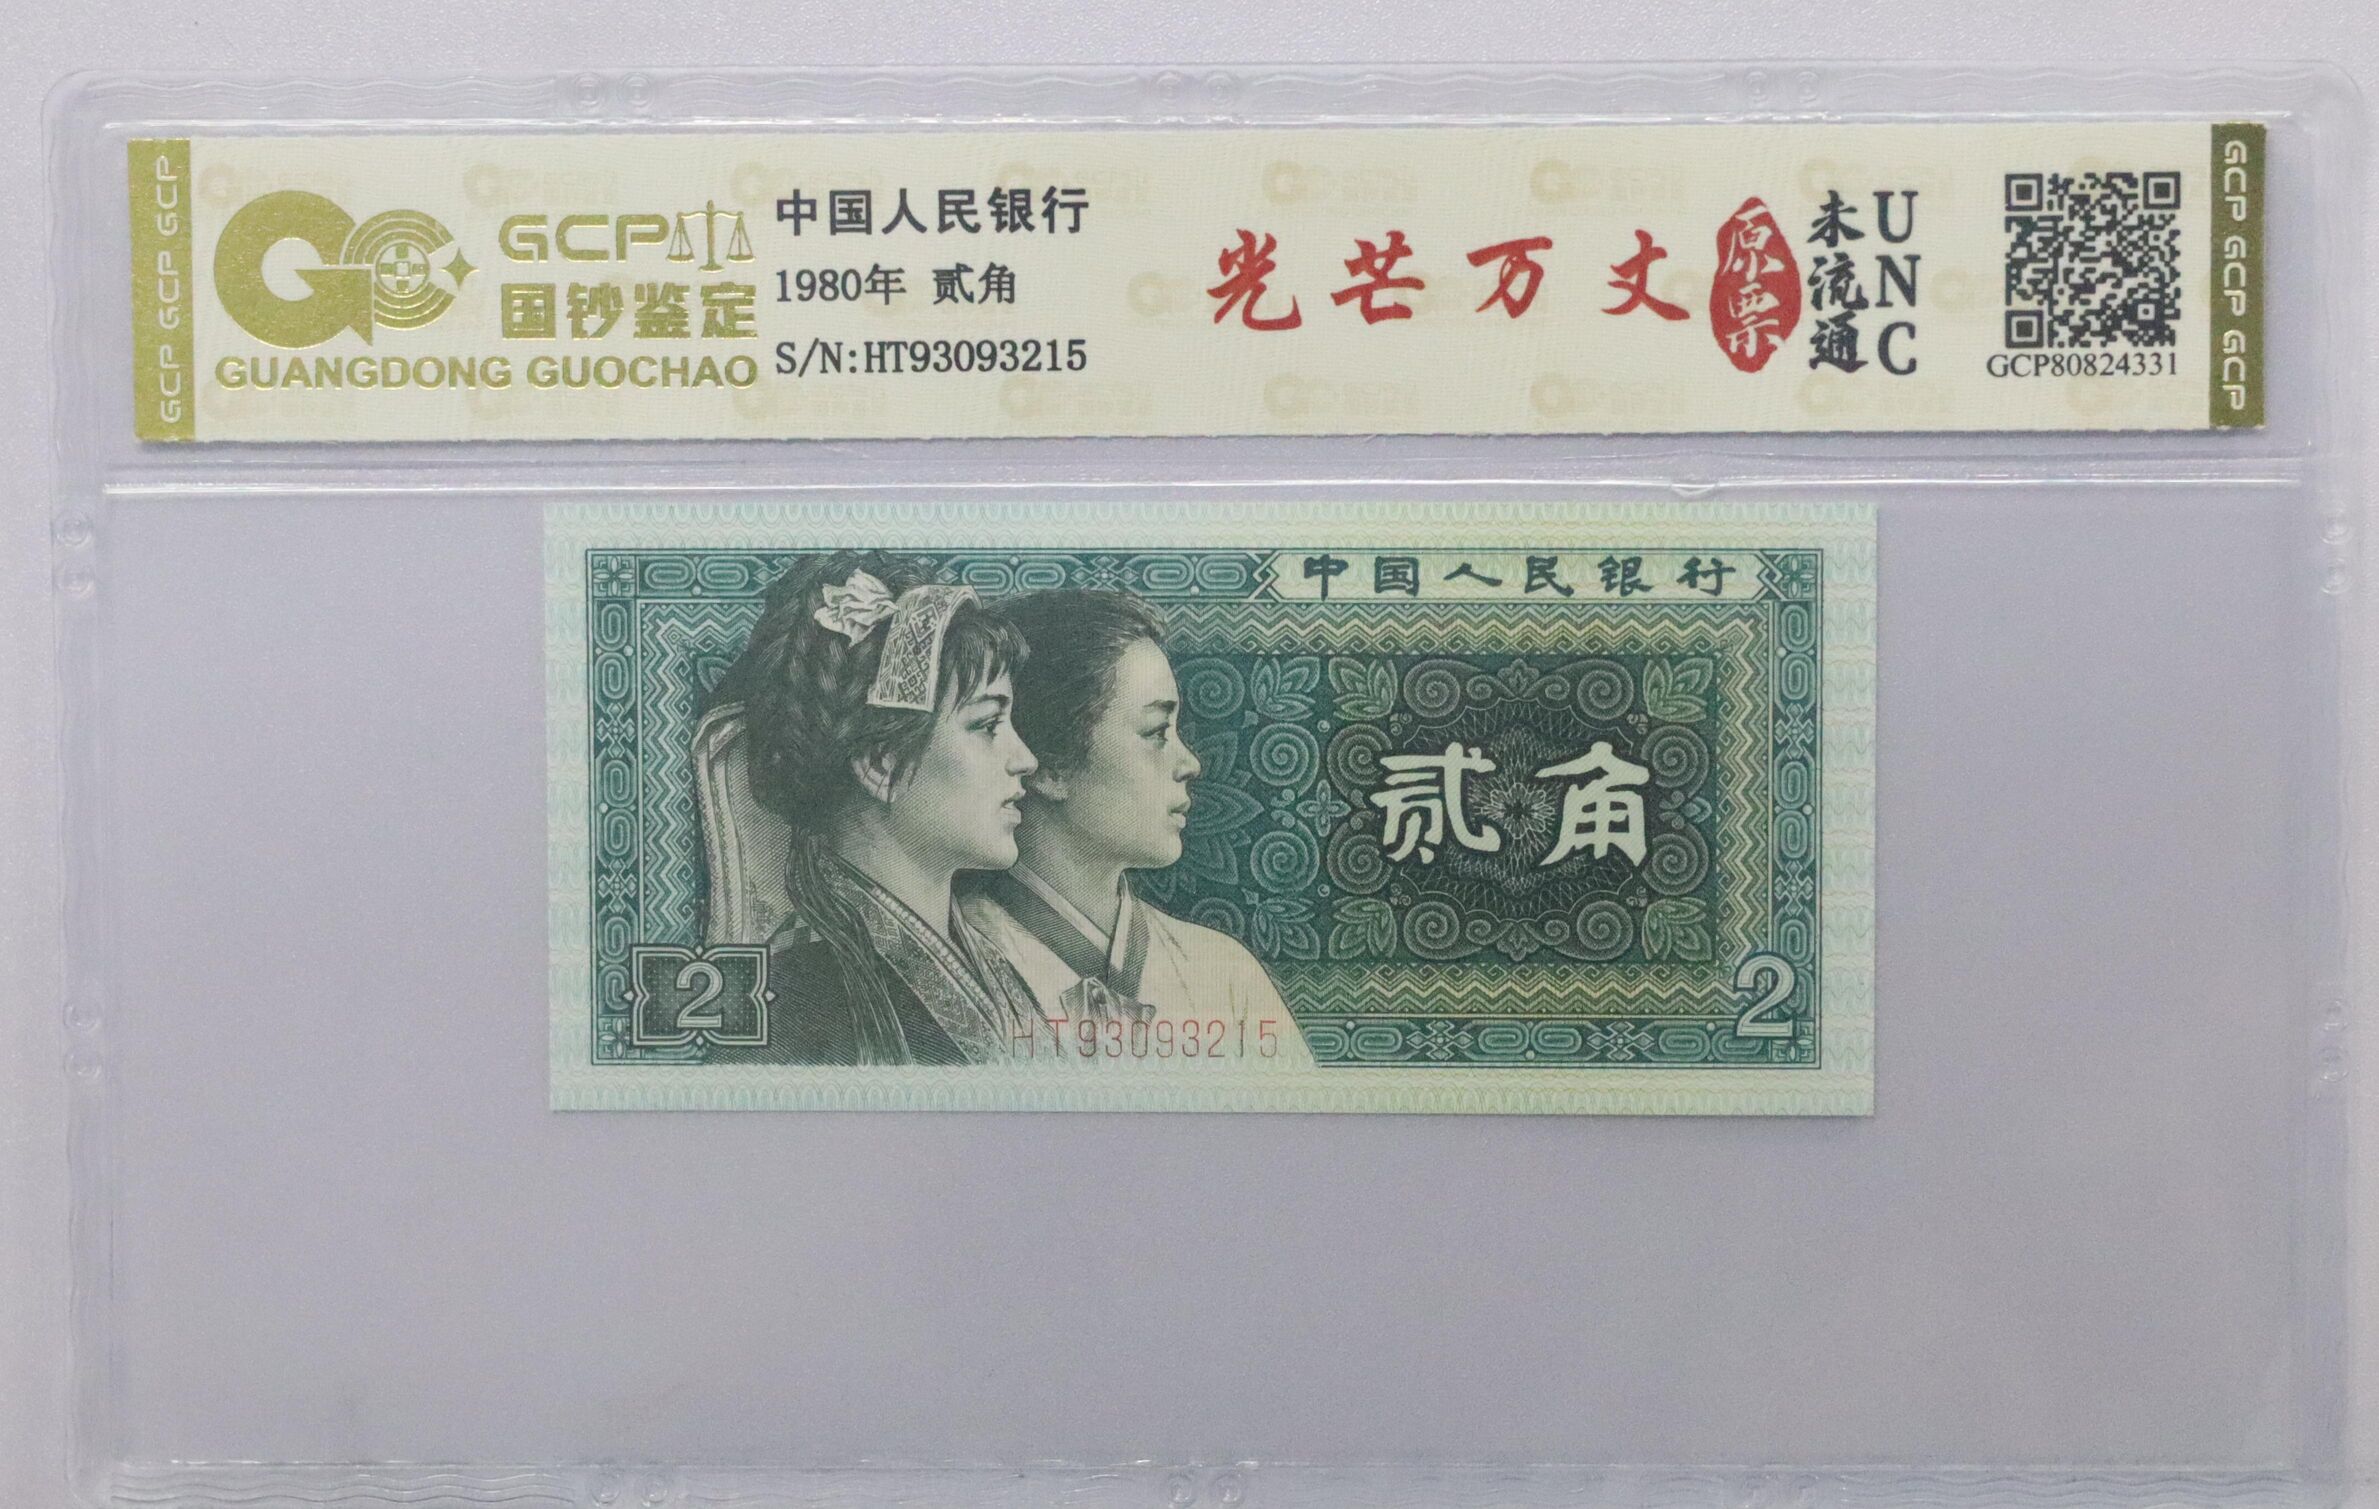 GCP GCP GCP
GCP
国钞鉴定
GUANGDONG GUOCHAO
中国人民银行
1980年 贰角
S/N:HT93093215
光芒万丈
原票
未流通
UNC
GCP80824331
GCP GCP GCP
中国人民银行
贰角
2
2
HT93093215